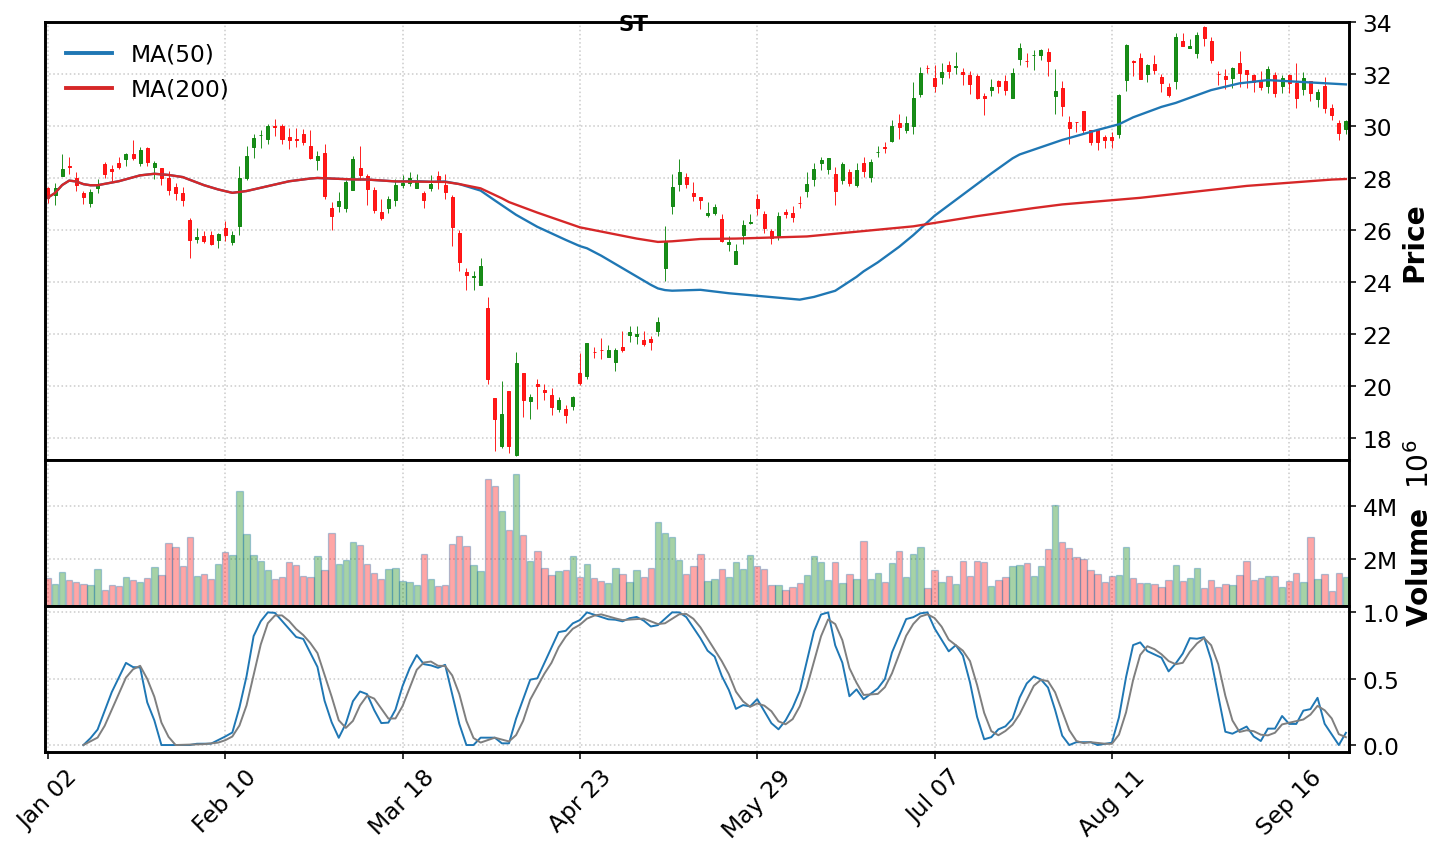 ST
MA(50)
MA(200)
34
32
30
28
26
24
22
20
18
Price
4M
2M
Volume 10^6
1.0
0.5
0.0
Jan 02
Feb 10
Mar 18
Apr 23
May 29
Jul 07
Aug 11
Sep 16